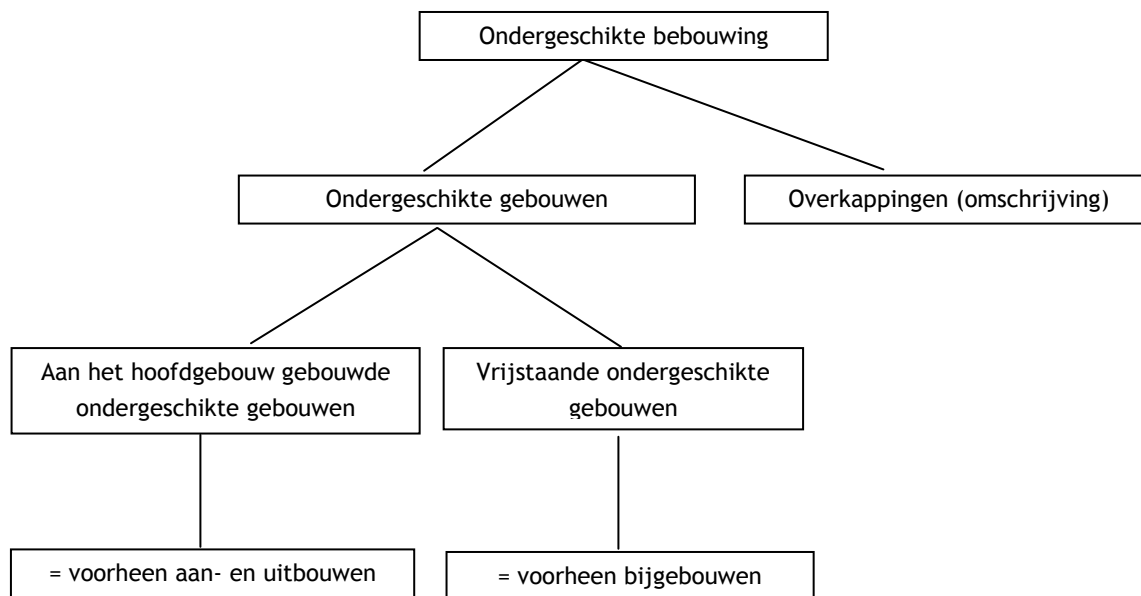 Ondergeschikte bebouwing
Ondergeschikte gebouwen
Overkappingen (omschrijving)
Aan het hoofdgebouw gebouwde
ondergeschikte gebouwen
Vrijstaande ondergeschikte
gebouwen
= voorheen aan- en uitbouwen
= voorheen bijgebouwen